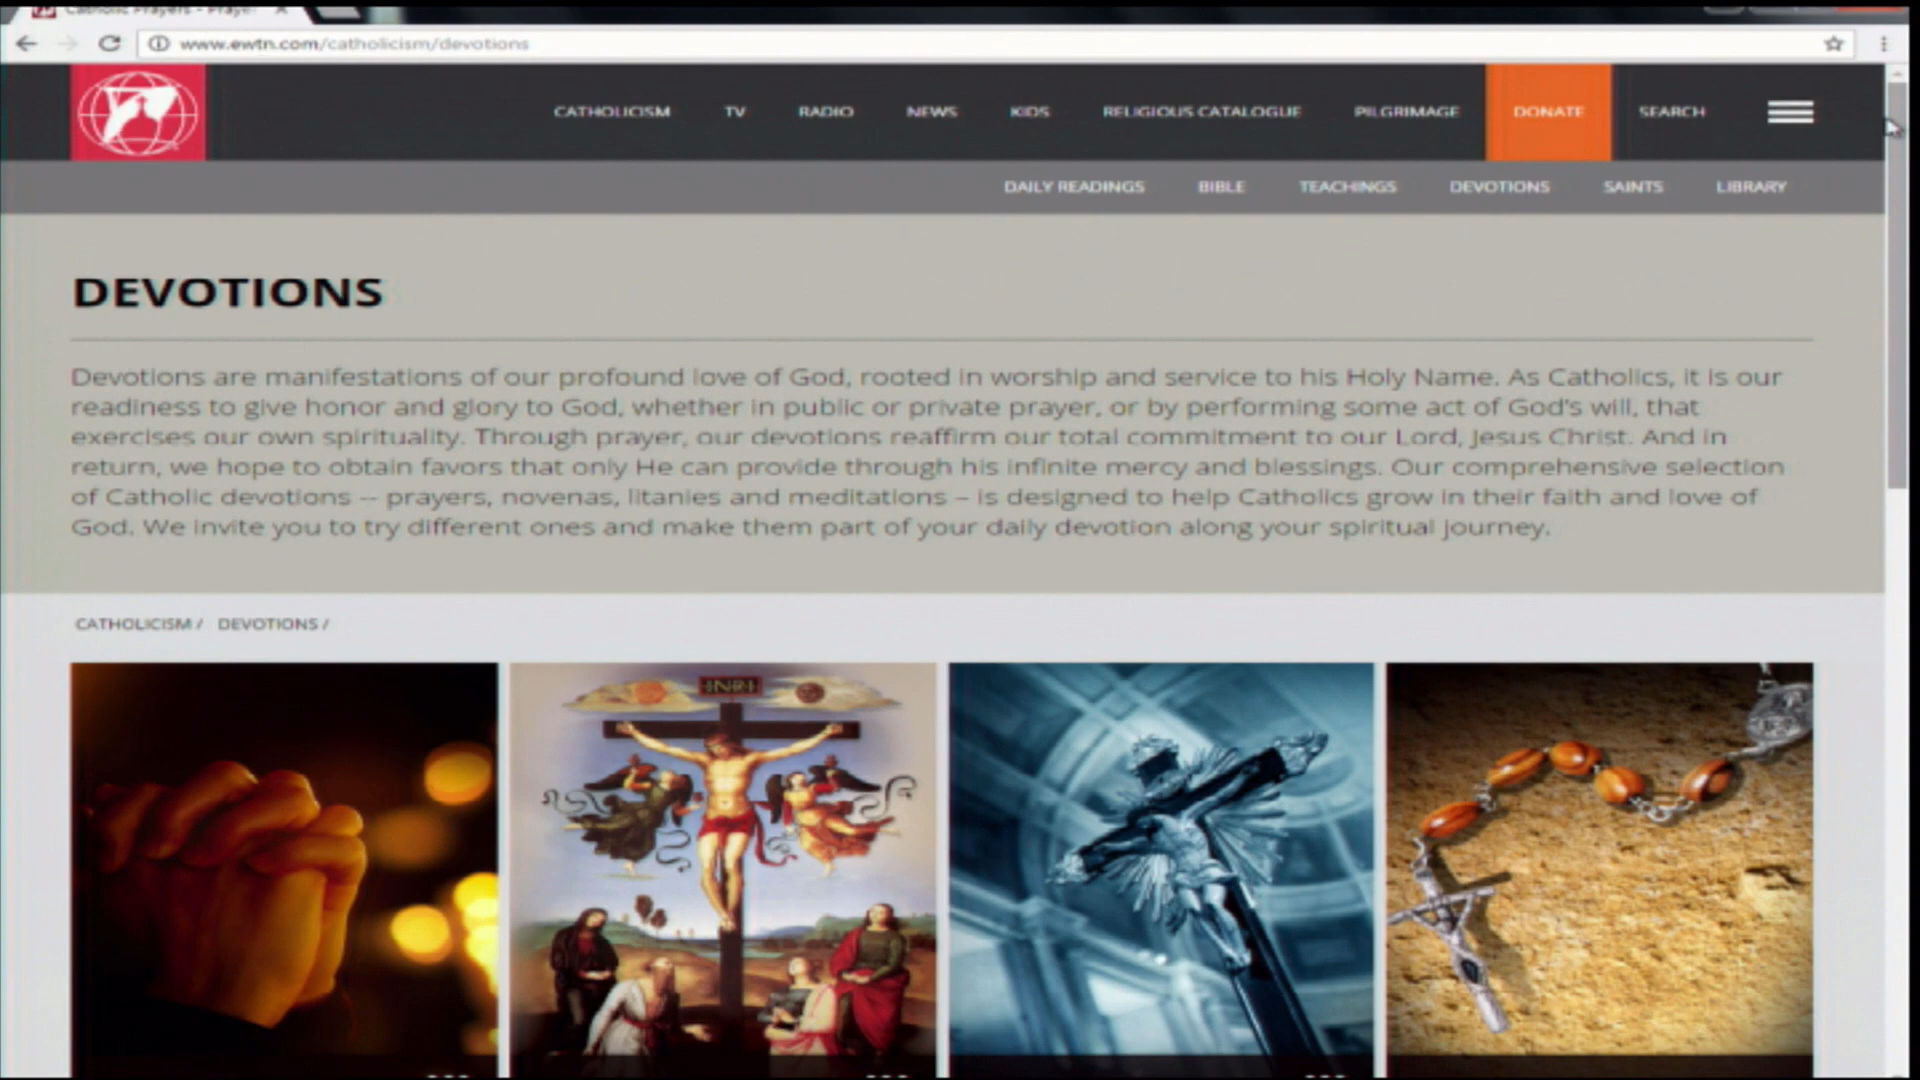 Catholic Prayers - Prayer
www.ewtn.com/catholicism/devotions
CATHOLICISM TV RADIO NEWS KIDS RELIGIOUS CATALOGUE PILGRIMAGE DONATE SEARCH
DAILY READINGS BIBLE TEACHINGS DEVOTIONS SAINTS LIBRARY
DEVOTIONS
Devotions are manifestations of our profound love of God, rooted in worship and service to his Holy Name. As Catholics, it is our
readiness to give honor and glory to God, whether in public or private prayer, or by performing some act of God's will, that
exercises our own spirituality. Through prayer, our devotions reaffirm our total commitment to our Lord, Jesus Christ. And in
return, we hope to obtain favors that only He can provide through his infinite mercy and blessings. Our comprehensive selection
of Catholic devotions -- prayers, novenas, litanies and meditations – is designed to help Catholics grow in their faith and love of
God. We invite you to try different ones and make them part of your daily devotion along your spiritual journey.
CATHOLICISM / DEVOTIONS /
INRI